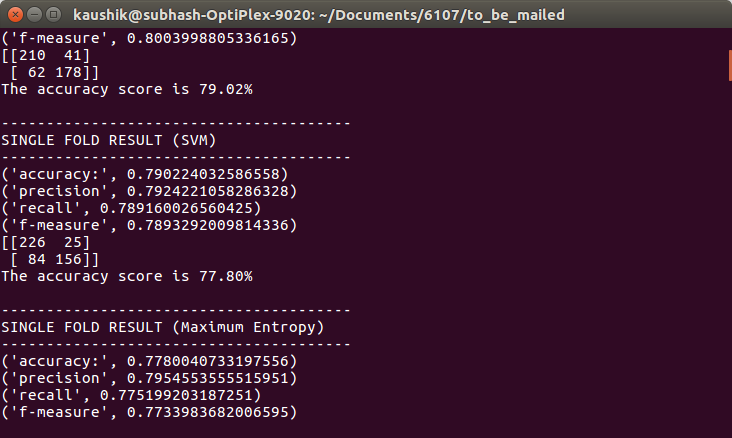 kaushik@subhash-OptiPlex-9020: ~/Documents/6107/to_be_mailed
('f-measure', 0.8003998805336165)
[[210  41]
 [ 62 178]]
The accuracy score is 79.02%
---------------------------------------
SINGLE FOLD RESULT (SVM)
---------------------------------------
('accuracy:', 0.790224032586558)
('precision', 0.7924221058286328)
('recall', 0.789160026560425)
('f-measure', 0.7893292009814336)
[[226  25]
 [ 84 156]]
The accuracy score is 77.80%
---------------------------------------
SINGLE FOLD RESULT (Maximum Entropy)
---------------------------------------
('accuracy:', 0.7780040733197556)
('precision', 0.7954553555515951)
('recall', 0.775199203187251)
('f-measure', 0.7733983682006595)